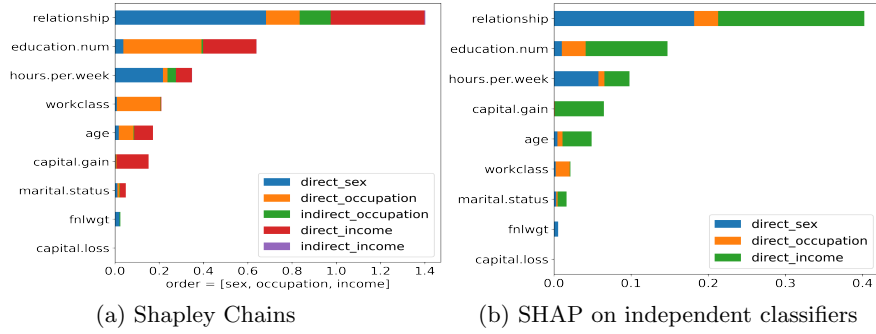 relationship
education.num
hours.per.week
workclass
age
capital.gain
marital.status
fnlwgt
capital.loss
direct_sex
direct_occupation
indirect_occupation
direct_income
indirect_income
0.0 0.2 0.4 0.6 0.8 1.0 1.2 1.4
order = [sex, occupation, income]
(a) Shapley Chains
relationship
education.num
hours.per.week
capital.gain
age
workclass
marital.status
fnlwgt
capital.loss
direct_sex
direct_occupation
direct_income
0.0 0.1 0.2 0.3 0.4
(b) SHAP on independent classifiers